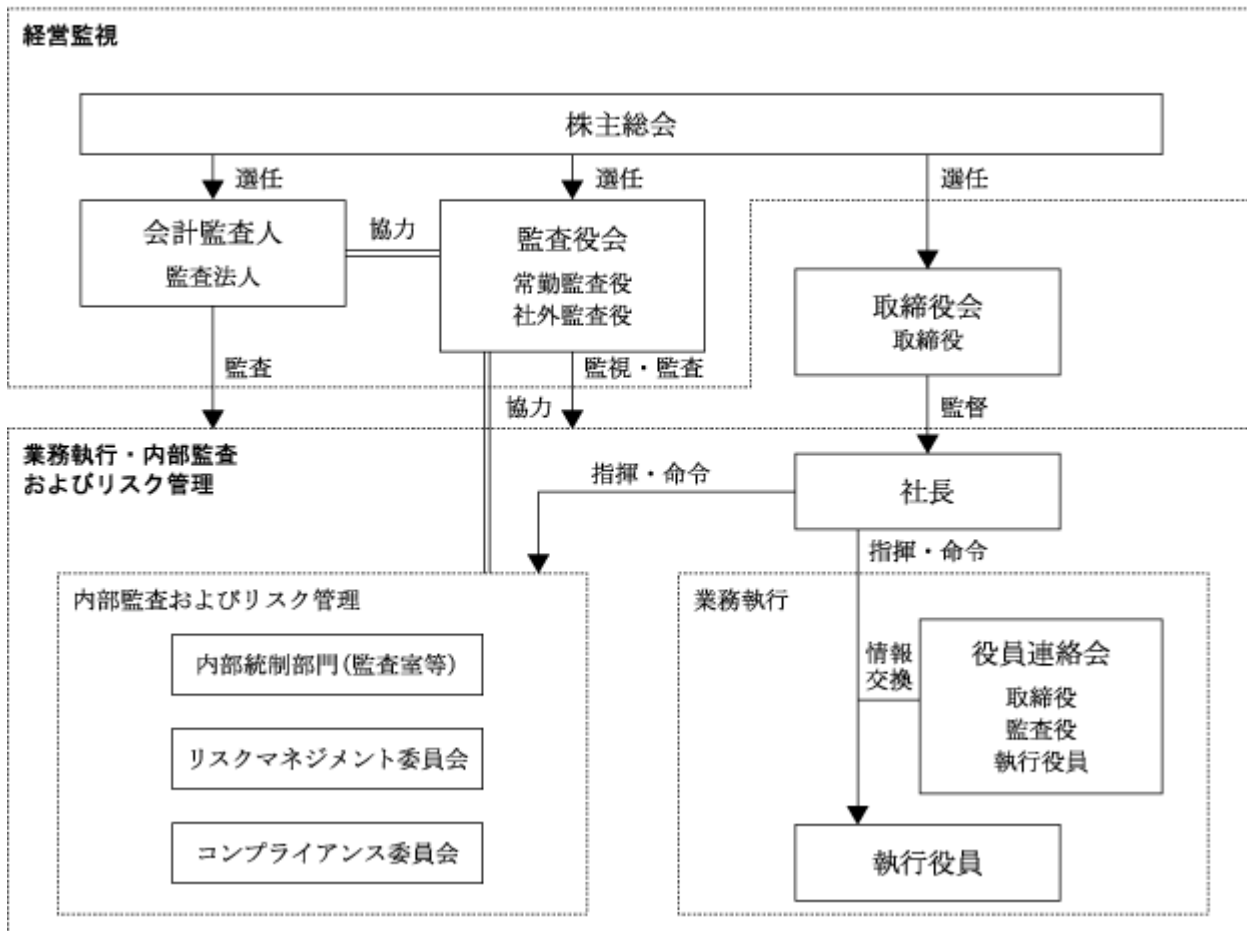 経営監視
株主総会
選任
選任
選任
会計監査人
監査法人
協力
監査役会
常勤監査役
社外監査役
取締役会
取締役
監査
監視・監査
協力
監督
業務執行・内部監査
およびリスク管理
社長
指揮・命令
指揮・命令
内部監査およびリスク管理
内部統制部門(監査室等)
リスクマネジメント委員会
コンプライアンス委員会
業務執行
情報
交換
役員連絡会
取締役
監査役
執行役員
執行役員